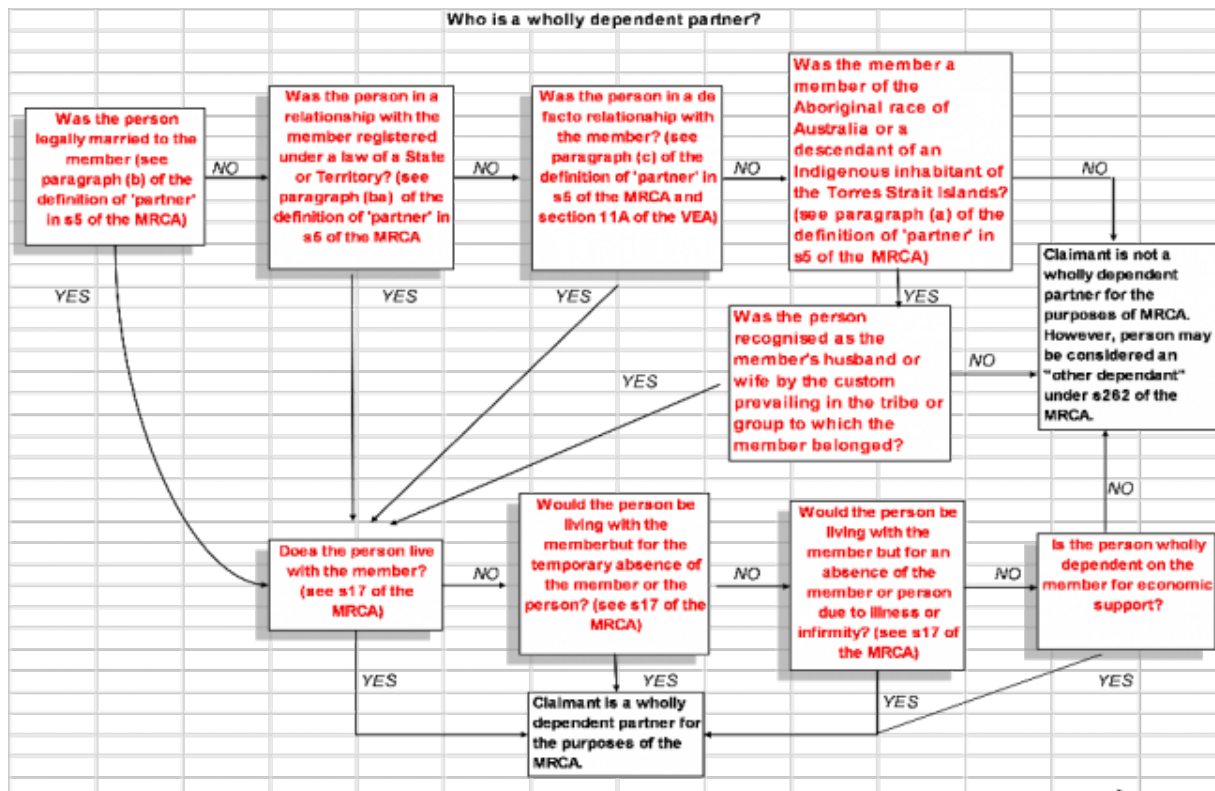 Who is a wholly dependent partner?
Was the person
legally married to the
member (see
paragraph (b) of the
definition of 'partner'
in s5 of the MRCA)
NO
YES
Was the person in a
relationship with the
member registered
under a law of a State
or Territory? (see
paragraph (ba) of the
definition of 'partner' in
s5 of the MRCA
NO
YES
Was the person in a de
facto relationship with
the member? (see
paragraph (c) of the
definition of 'partner' in
s5 of the MRCA and
section 11A of the VEA)
NO
YES
Was the member a
member of the
Aboriginal race of
Australia or a
descendant of an
Indigenous inhabitant
of the Torres Strait Islands?
(see paragraph (a) of the
definition of 'partner' in
s5 of the MRCA)
NO
YES
Was the person
recognised as the
member's husband or
wife by the custom
prevailing in the tribe or
group to which the
member belonged?
YES
NO
Claimant is not a
wholly dependent
partner for the
purposes of MRCA.
However, person may
be considered an
"other dependant"
under s262 of the
MRCA.
Does the person live
with the member?
(see s17 of the
MRCA)
NO
YES
Would the person be
living with the
memberbut for the
temporary absence of
the member or the
person? (see s17 of the
MRCA)
NO
YES
Would the person be
living with the
member but for an
absence of the
member or person
due to illness or
infirmity? (see s17 of
the MRCA)
NO
YES
Is the person wholly
dependent on the
member for economic
support?
NO
YES
Claimant is a wholly
dependent partner for
the purposes of the
MRCA.